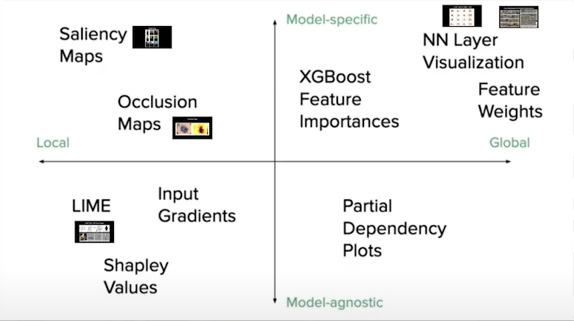 Model-specific
Saliency
Maps
NN Layer
Visualization
XGBoost
Feature
Importances
Feature
Weights
Occlusion
Maps
Local
Global
LIME
Input
Gradients
Partial
Dependency
Plots
Shapley
Values
Model-agnostic